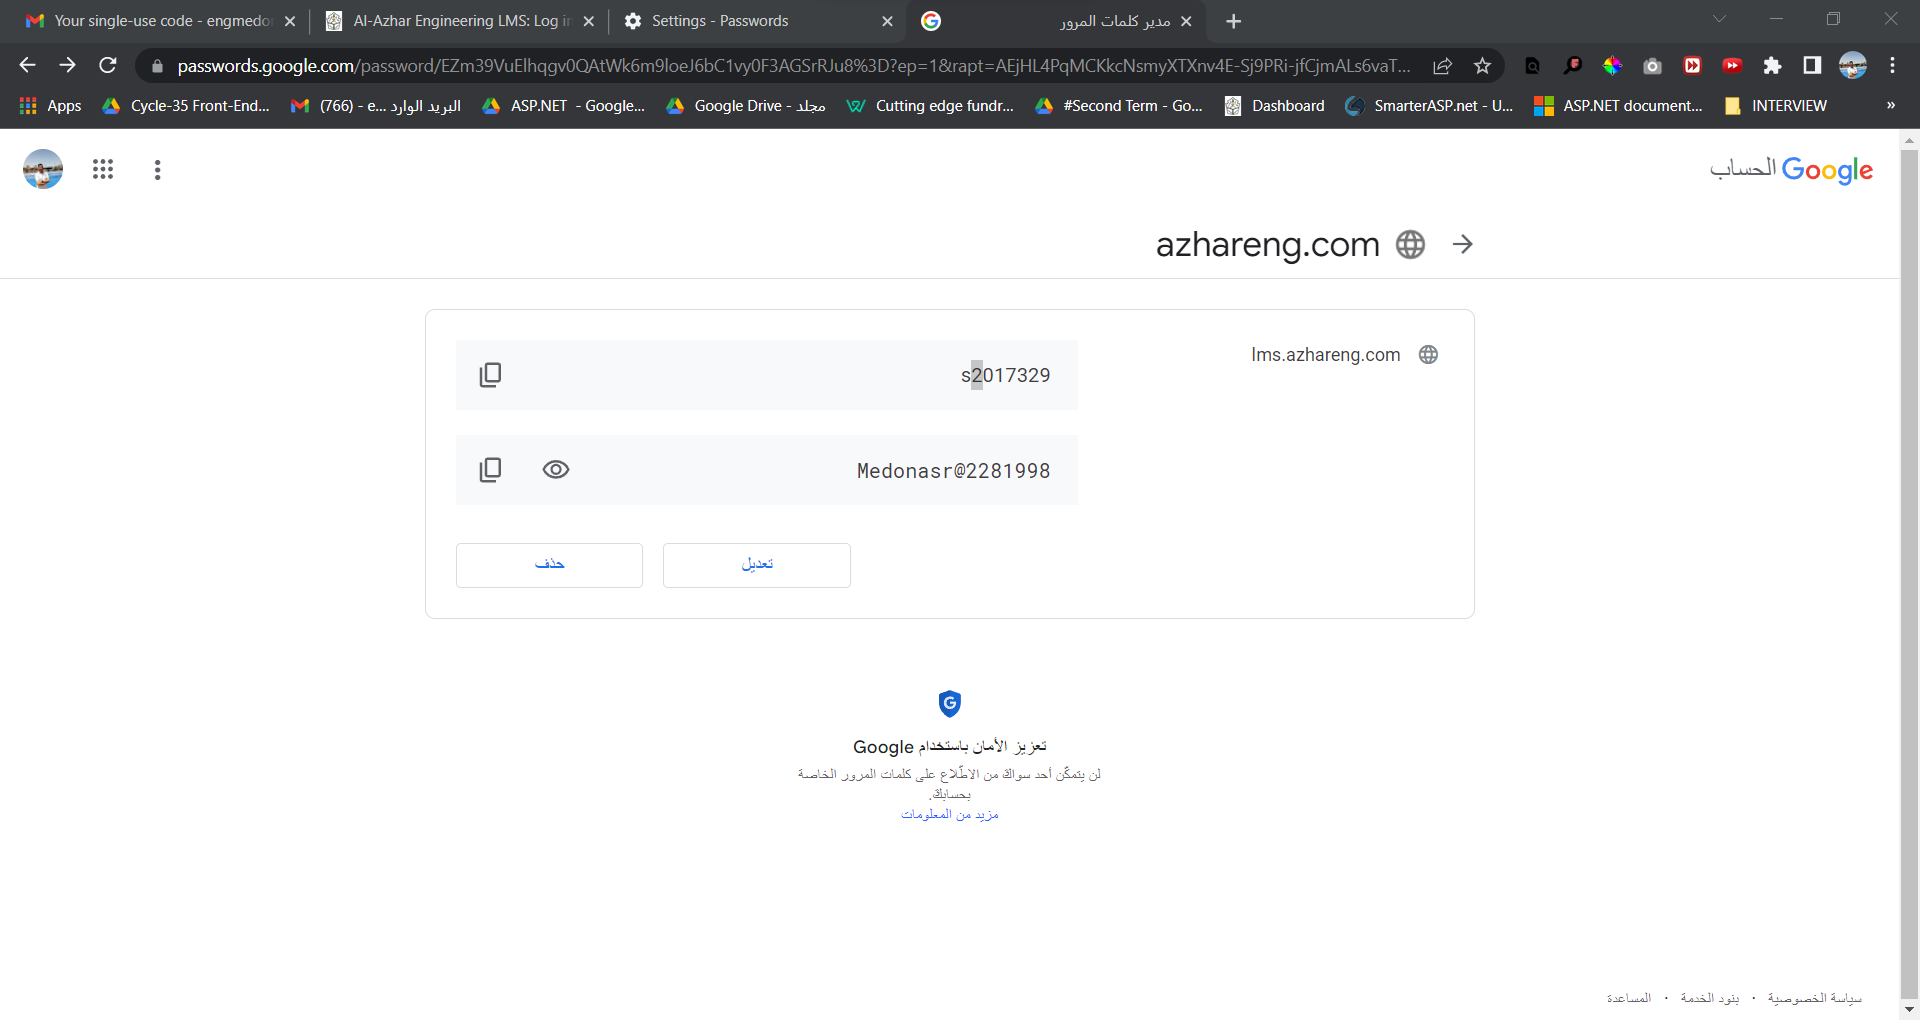 Your single-use code - engmedo
Al-Azhar Engineering LMS: Log in
Settings - Passwords
مدير كلمات المرور
passwords.google.com/password/EZm39VuElhqgv0QAtWk6m9loeJ6bC1vy0F3AGSrRJu8%3D?ep=1&rapt=AEjHL4PqMCKkcNsmyXTXnv4E-Sj9PRi-jfCjmALs6vaT...
Apps
Cycle-35 Front-End...
(766) - e... البريد الوارد
ASP.NET - Google...
Google Drive - مجلد
Cutting edge fundr...
#Second Term - Go...
Dashboard
SmarterASP.net - U...
ASP.NET document...
INTERVIEW
»
Google الحساب
azhareng.com
lms.azhareng.com
s2017329
Medonasr@2281998
تعديل
حذف
تعزيز الأمان باستخدام Google
لن يتمكّن أحد سواك من الاطّلاع على كلمات المرور الخاصة
بحسابك.
مزيد من المعلومات
سياسة الخصوصية · بنود الخدمة · المساعدة